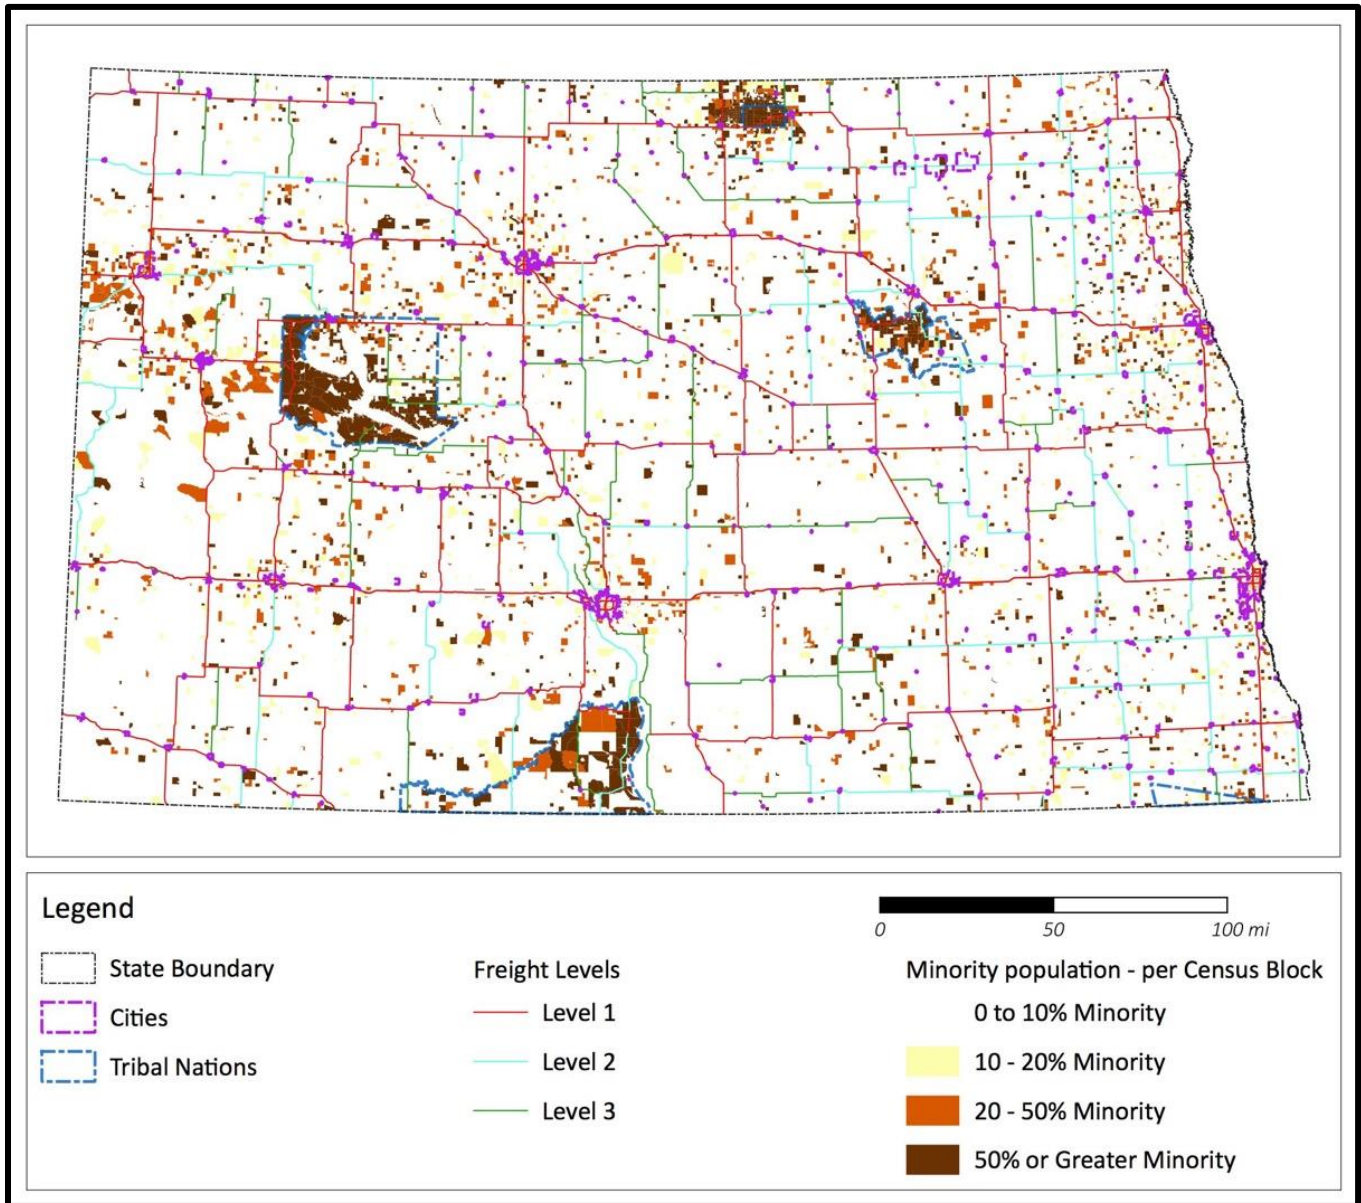 Legend
State Boundary
Cities
Tribal Nations
Freight Levels
Level 1
Level 2
Level 3
0 50 100 mi
Minority population - per Census Block
0 to 10% Minority
10 - 20% Minority
20 - 50% Minority
50% or Greater Minority